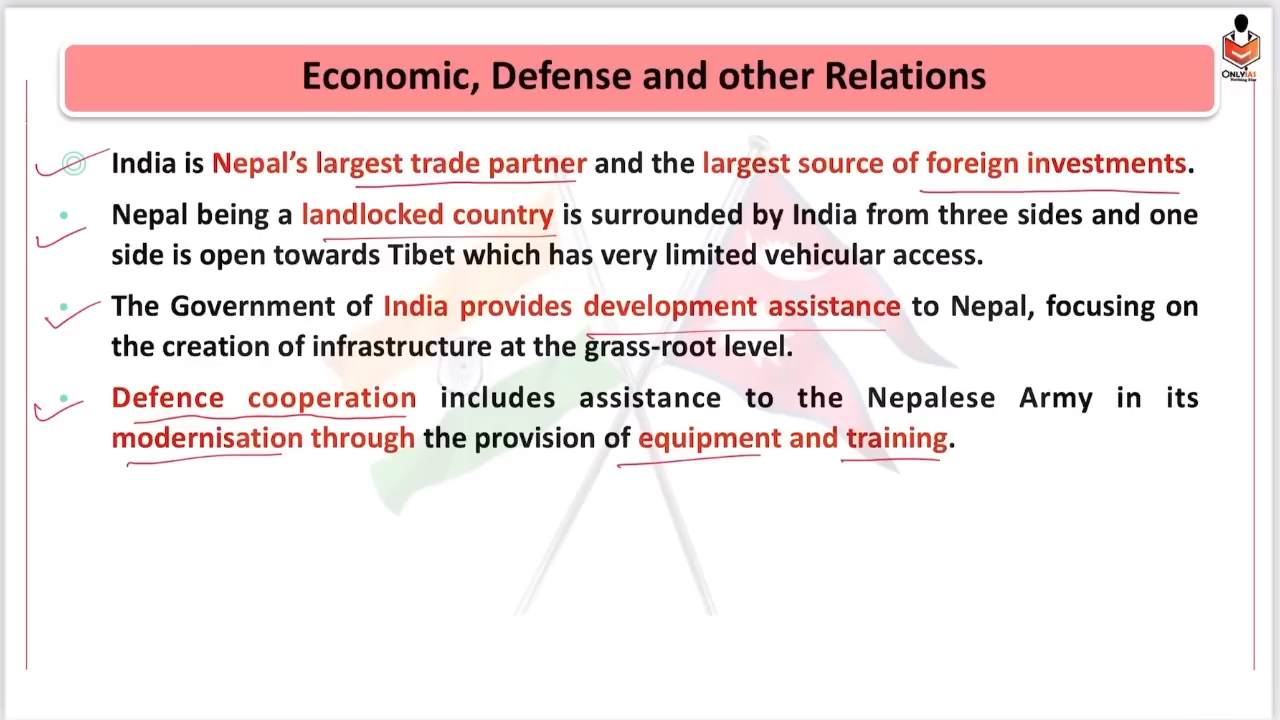 Economic, Defense and other Relations
ONLYIAS
Nothing Else
India is Nepal's largest trade partner and the largest source of foreign investments.
• Nepal being a landlocked country is surrounded by India from three sides and one
side is open towards Tibet which has very limited vehicular access.
• The Government of India provides development assistance to Nepal, focusing on
the creation of infrastructure at the grass-root level.
• Defence cooperation includes assistance to the Nepalese Army in its
modernisation through the provision of equipment and training.